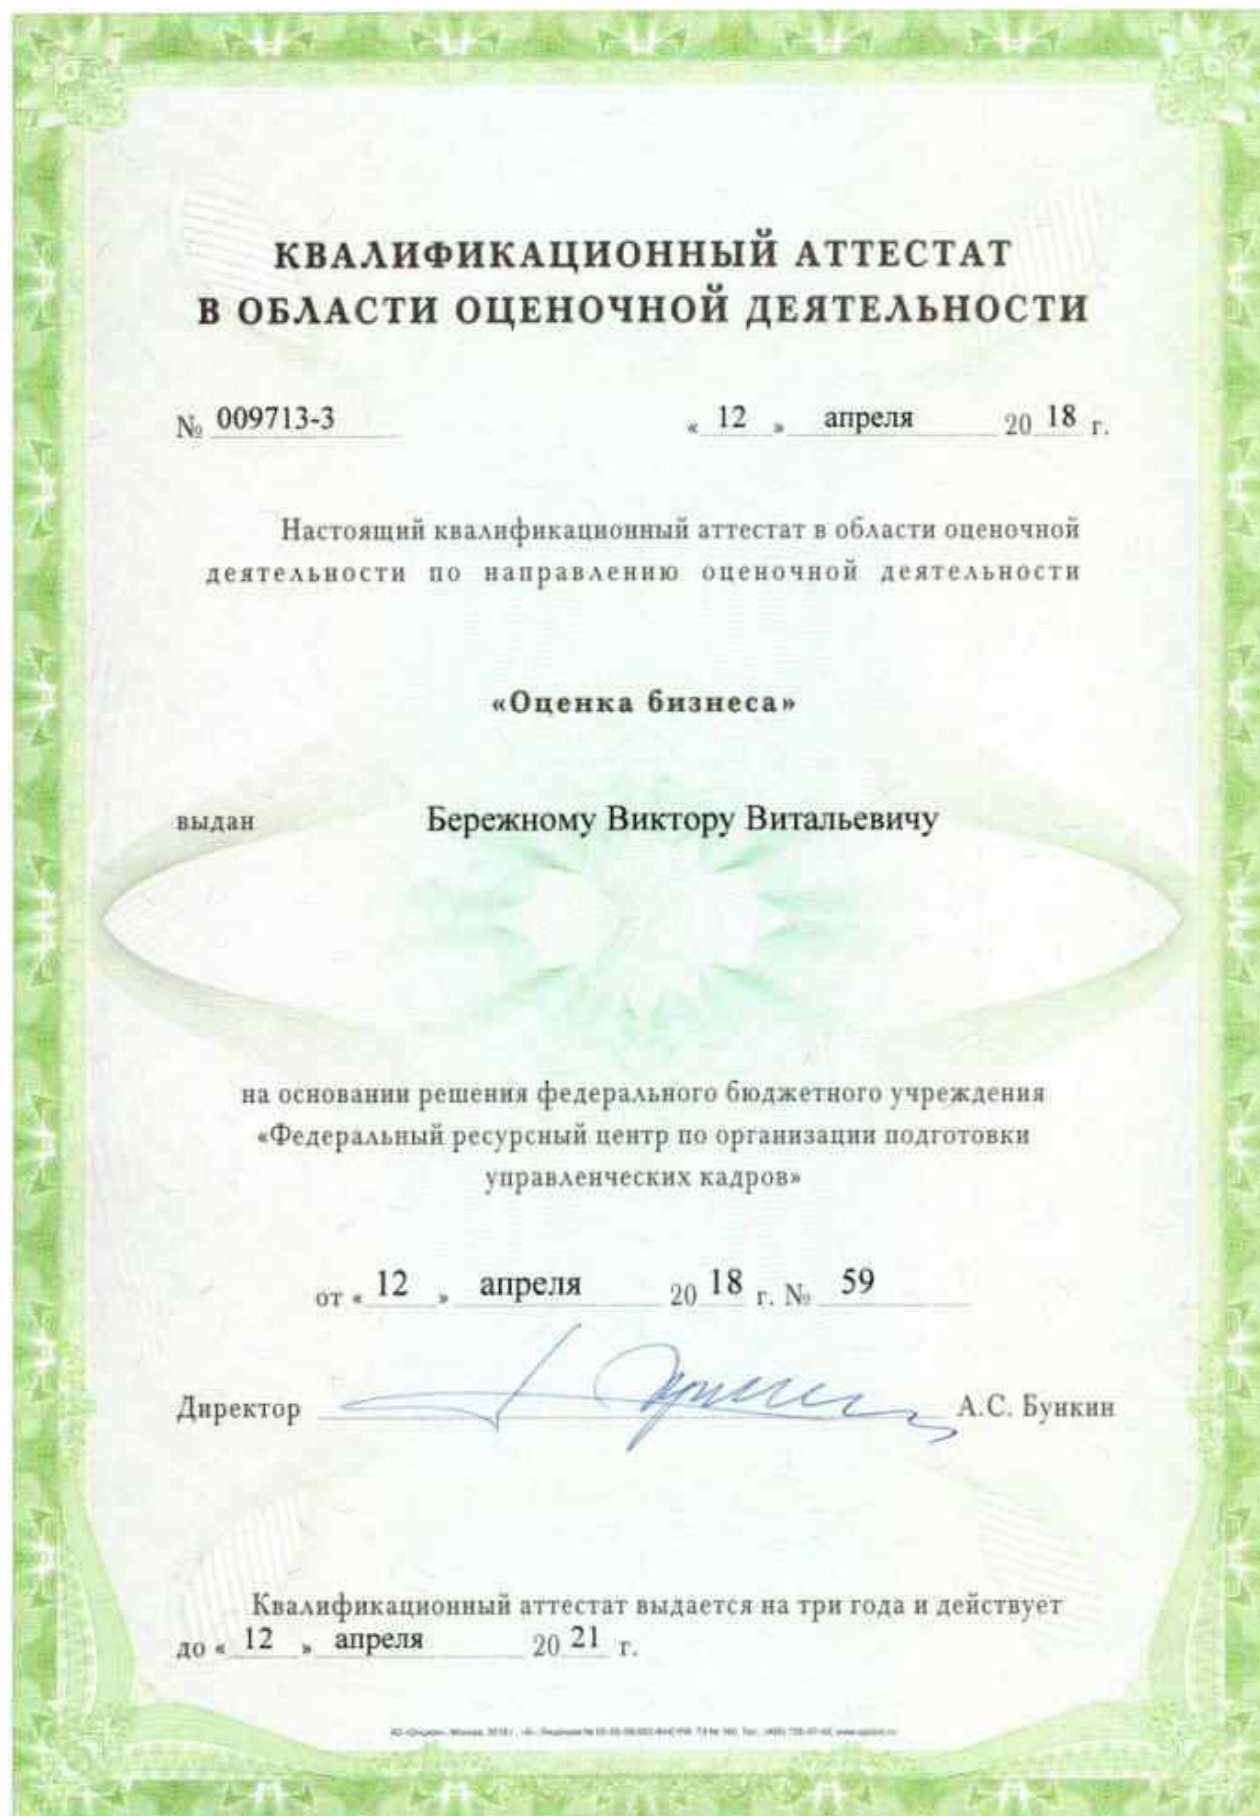 КВАЛИФИКАЦИОННЫЙ АТТЕСТАТ
В ОБЛАСТИ ОЦЕНОЧНОЙ ДЕЯТЕЛЬНОСТИ
№ 009713-3 « 12 » апреля 20 18 г.
Настоящий квалификационный аттестат в области оценочной
деятельности по направлению оценочной деятельности
«Оценка бизнеса»
выдан Бережному Виктору Витальевичу
на основании решения федерального бюджетного учреждения
«Федеральный ресурсный центр по организации подготовки
управленческих кадров»
от « 12 » апреля 20 18 г. № 59
Директор А.С. Бункин
Квалификационный аттестат выдается на три года и действует
до « 12 » апреля 20 21 г.